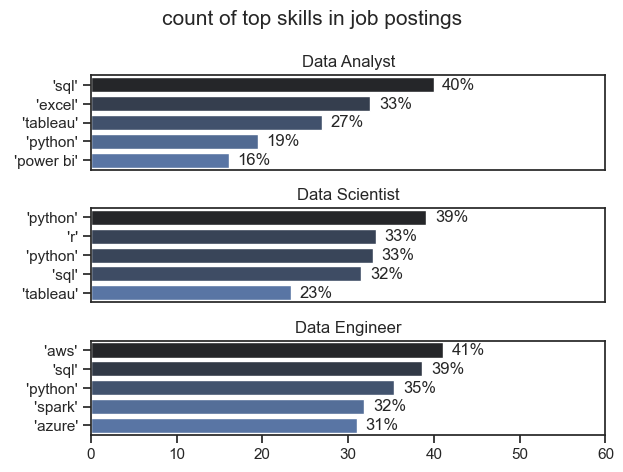 count of top skills in job postings
Data Analyst
'sql' 40%
'excel' 33%
'tableau' 27%
'python' 19%
'power bi' 16%
Data Scientist
'python' 39%
'r' 33%
'python' 33%
'sql' 32%
'tableau' 23%
Data Engineer
'aws' 41%
'sql' 39%
'python' 35%
'spark' 32%
'azure' 31%
0 10 20 30 40 50 60